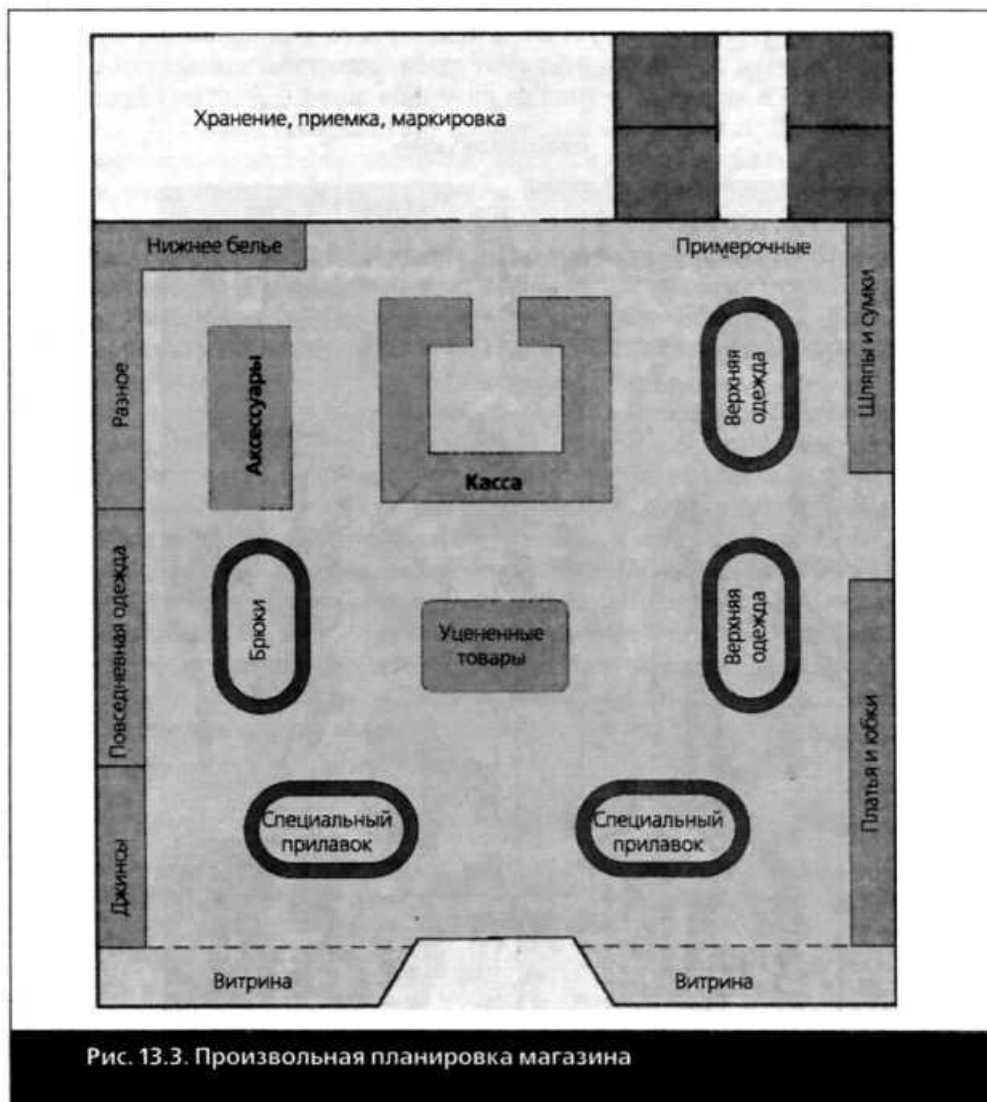 Хранение, приемка, маркировка
Нижнее белье
Примерочные
Разное
Аксессуары
Касса
Верхняя
одежда
Шляпы и сумки
Повседневная одежда
Брюки
Уцененные
товары
Верхняя
одежда
Платья и юбки
Джинсы
Специальный
прилавок
Специальный
прилавок
Витрина
Витрина
Рис. 13.3. Произвольная планировка магазина